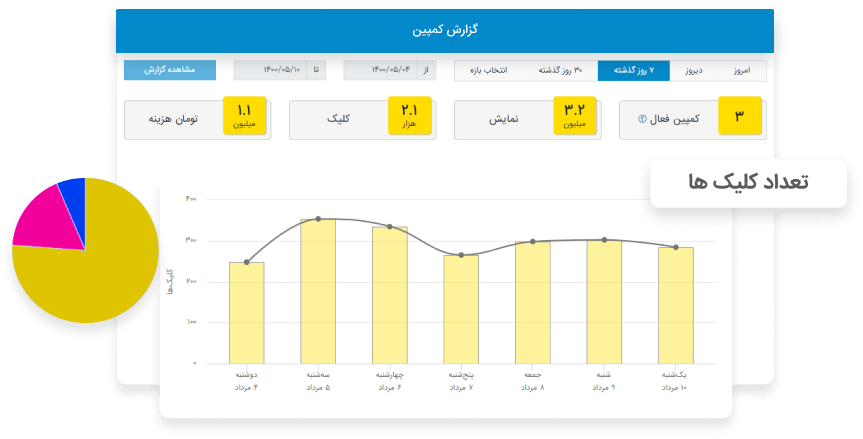 گزارش کمپین
امروز
دیروز
۷ روز گذشته
۳۰ روز گذشته
انتخاب بازه
از
۱۴۰۰/۰۵/۰۴
تا
۱۴۰۰/۰۵/۱۰
مشاهده گزارش
۳
کمپین فعال
۳.۲
میلیون
نمایش
۲.۱
هزار
کلیک
۱.۱
میلیون
تومان هزینه
تعداد کلیک ها
۴۰۰
۳۰۰
۲۰۰
۱۰۰
۰
کلیک‌ها
دوشنبه
۴ مرداد
سه‌شنبه
۵ مرداد
چهارشنبه
۶ مرداد
پنج‌شنبه
۷ مرداد
جمعه
۸ مرداد
شنبه
۹ مرداد
یک‌شنبه
۱۰ مرداد